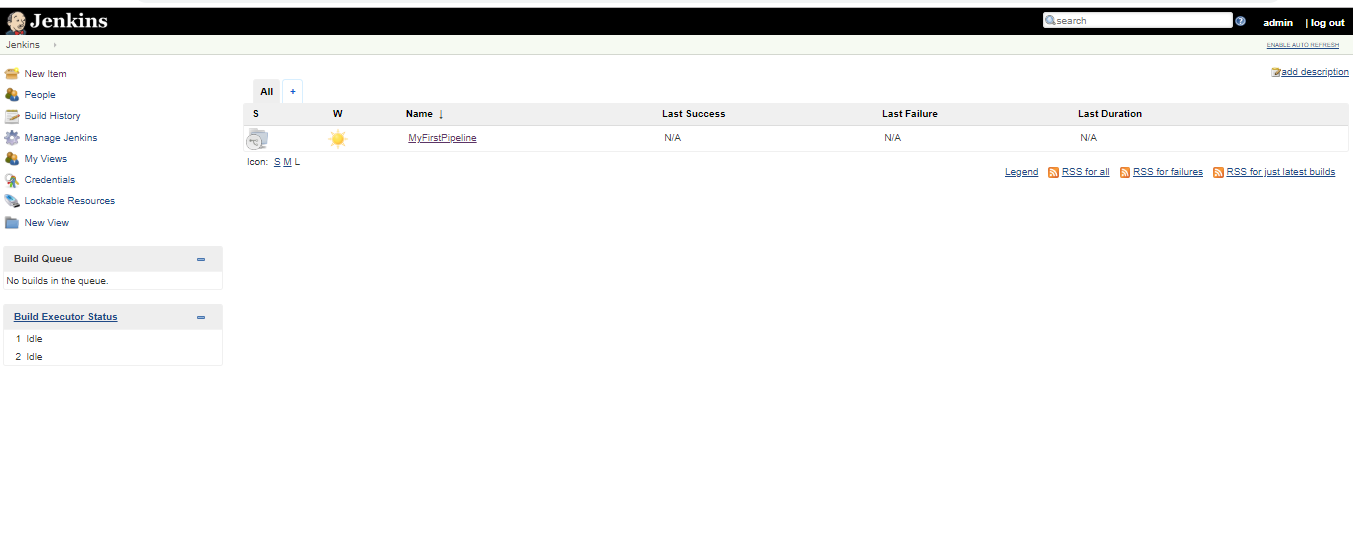 Jenkins
search
admin | log out
Jenkins
ENABLE AUTO REFRESH
New Item
People
Build History
Manage Jenkins
My Views
Credentials
Lockable Resources
New View
Build Queue
No builds in the queue.
Build Executor Status
1 Idle
2 Idle
add description
All +
S W Name ↓ Last Success Last Failure Last Duration
MyFirstPipeline N/A N/A N/A
Icon: S M L
Legend RSS for all RSS for failures RSS for just latest builds